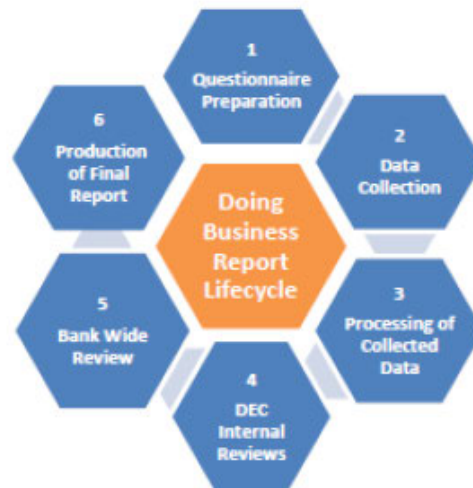 1
Questionnaire
Preparation
2
Data
Collection
3
Processing of
Collected
Data
4
DEC
Internal
Reviews
5
Bank Wide
Review
6
Production
of Final
Report
Doing
Business
Report
Lifecycle